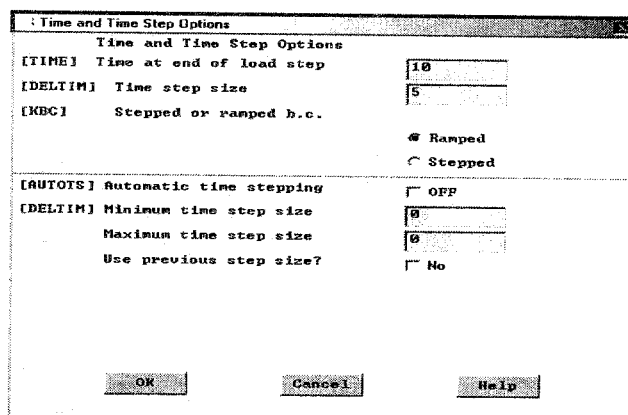 Time and Time Step Options
Time and Time Step Options
[TIME] Time at end of load step 10
[DELTIM] Time step size 5
[KBC] Stepped or ramped b.c.
Ramped
Stepped
[AUTOTS] Automatic time stepping OFF
[DELTIM] Minimum time step size 0
Maximum time step size 0
Use previous step size? No
OK Cancel Help